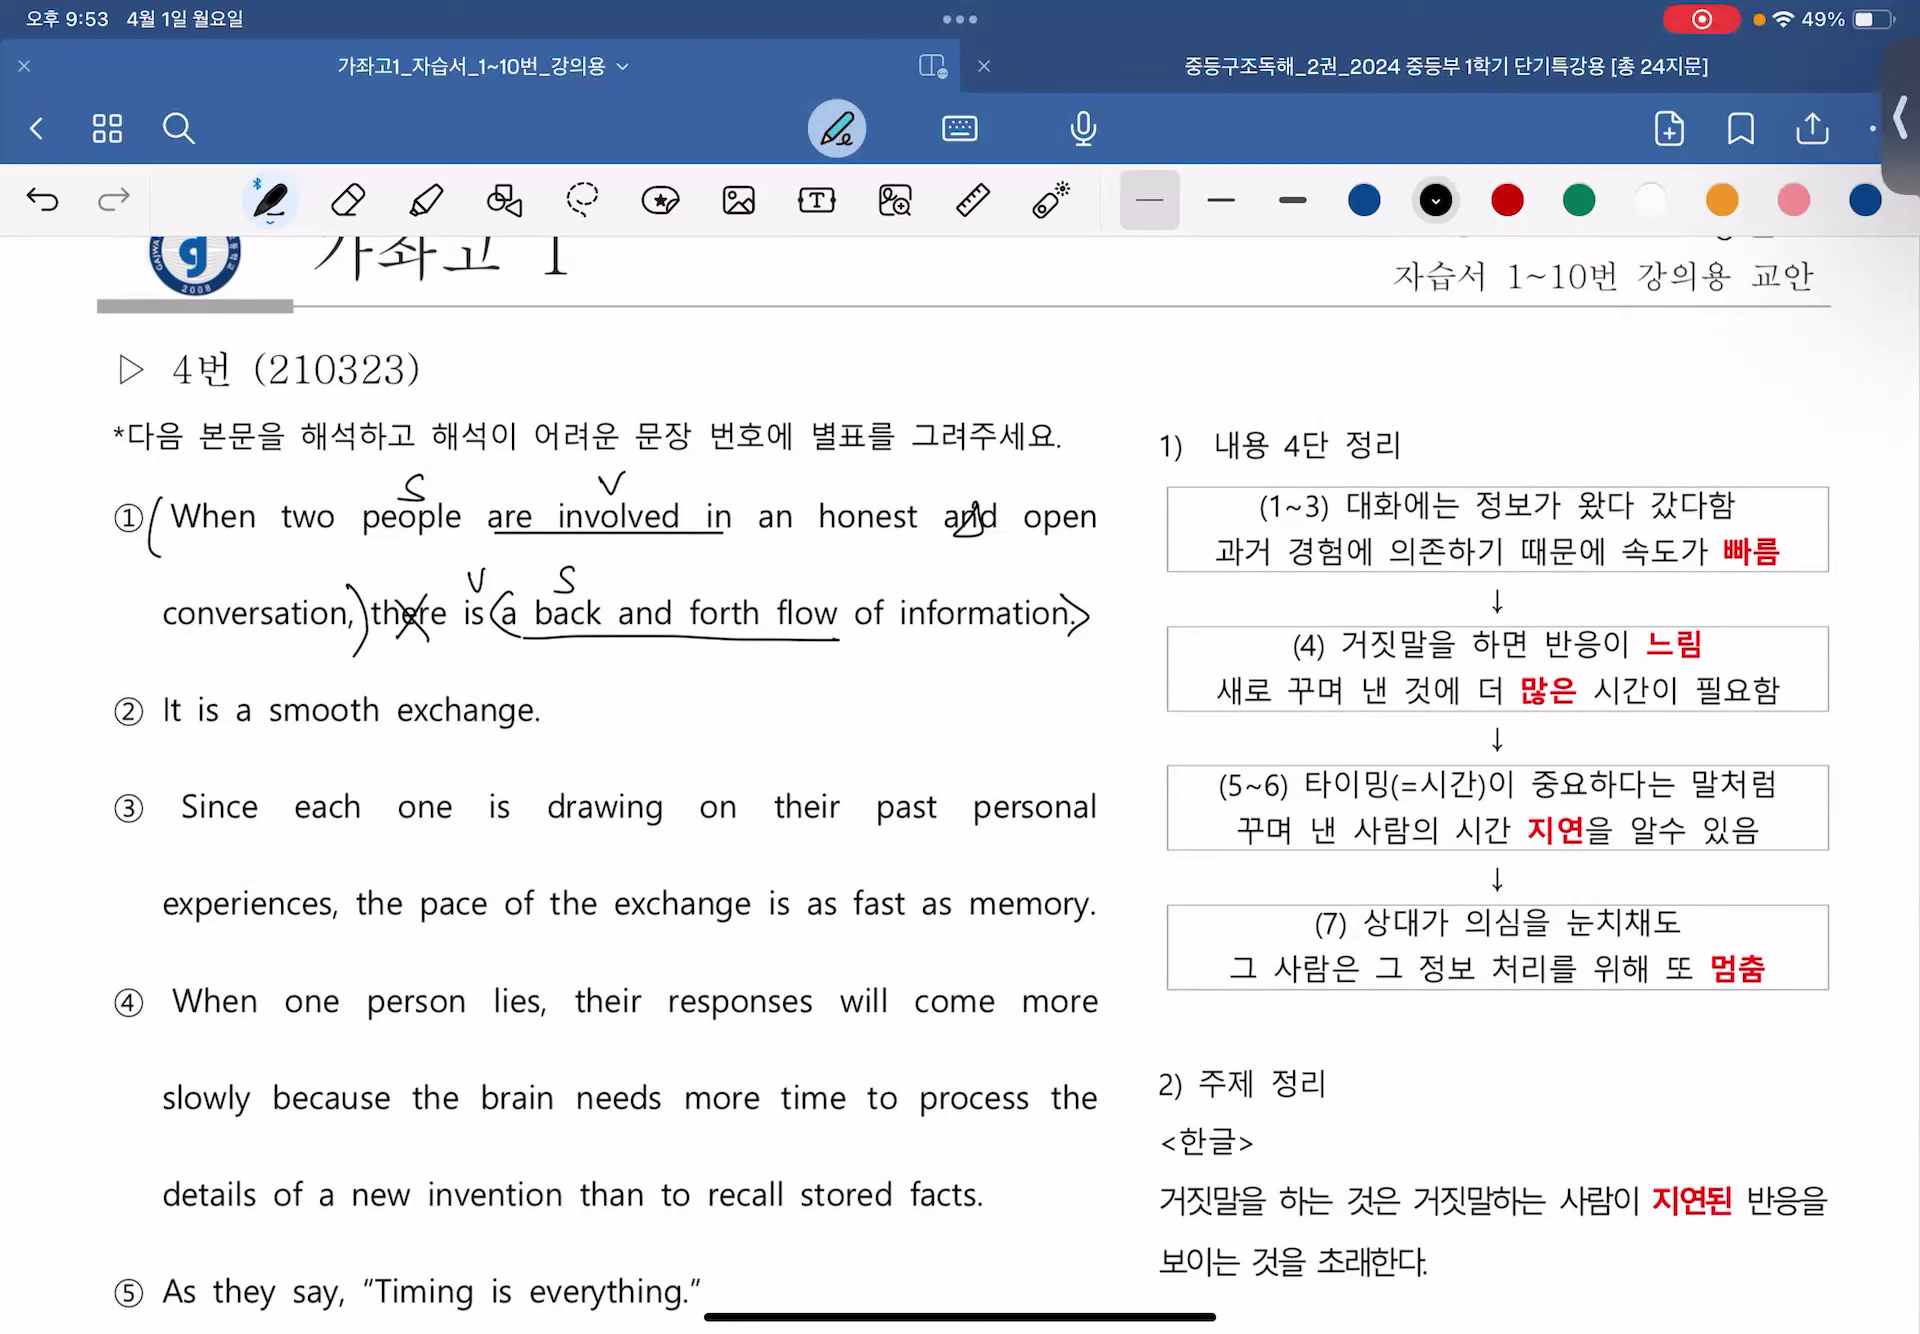 오후 9:53 4월 1일 월요일
49%
가좌고1_자습서_1~10번_강의용
중등구조독해_2권_2024 중등부 1학기 단기특강용 [총 24지문]
가좌고 1
2008
자습서 1~10번 강의용 교안
▷ 4번 (210323)
*다음 본문을 해석하고 해석이 어려운 문장 번호에 별표를 그려주세요.
S V
① (When two people are involved in an honest and open
V S
conversation,) there is <a back and forth flow of information.>
② It is a smooth exchange.
③ Since each one is drawing on their past personal
experiences, the pace of the exchange is as fast as memory.
④ When one person lies, their responses will come more
slowly because the brain needs more time to process the
details of a new invention than to recall stored facts.
⑤ As they say, “Timing is everything.”
1) 내용 4단 정리
(1~3) 대화에는 정보가 왔다 갔다함
과거 경험에 의존하기 때문에 속도가 빠름
↓
(4) 거짓말을 하면 반응이 느림
새로 꾸며 낸 것에 더 많은 시간이 필요함
↓
(5~6) 타이밍(=시간)이 중요하다는 말처럼
꾸며 낸 사람의 시간 지연을 알수 있음
↓
(7) 상대가 의심을 눈치채도
그 사람은 그 정보 처리를 위해 또 멈춤
2) 주제 정리
<한글>
거짓말을 하는 것은 거짓말하는 사람이 지연된 반응을
보이는 것을 초래한다.